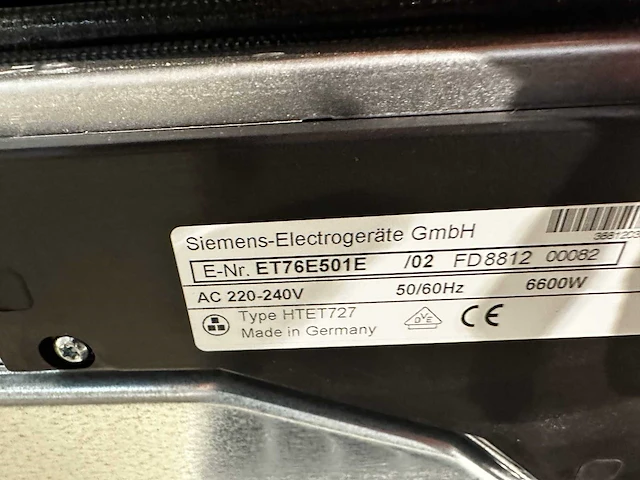 Siemens-Electrogeräte GmbH
E-Nr. ET76E501E /02 FD 8812 00082
AC 220-240V 50/60Hz 6600W
Type HTET727
Made in Germany
VDE CE